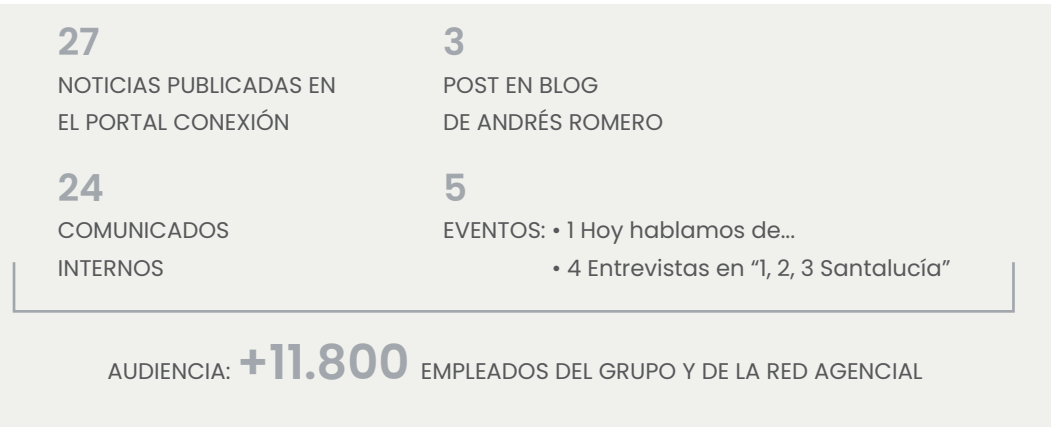 27
NOTICIAS PUBLICADAS EN
EL PORTAL CONEXIÓN
3
POST EN BLOG
DE ANDRÉS ROMERO
24
COMUNICADOS
INTERNOS
5
EVENTOS: • 1 Hoy hablamos de...
• 4 Entrevistas en “1, 2, 3 Santalucía”
AUDIENCIA: +11.800 EMPLEADOS DEL GRUPO Y DE LA RED AGENCIAL